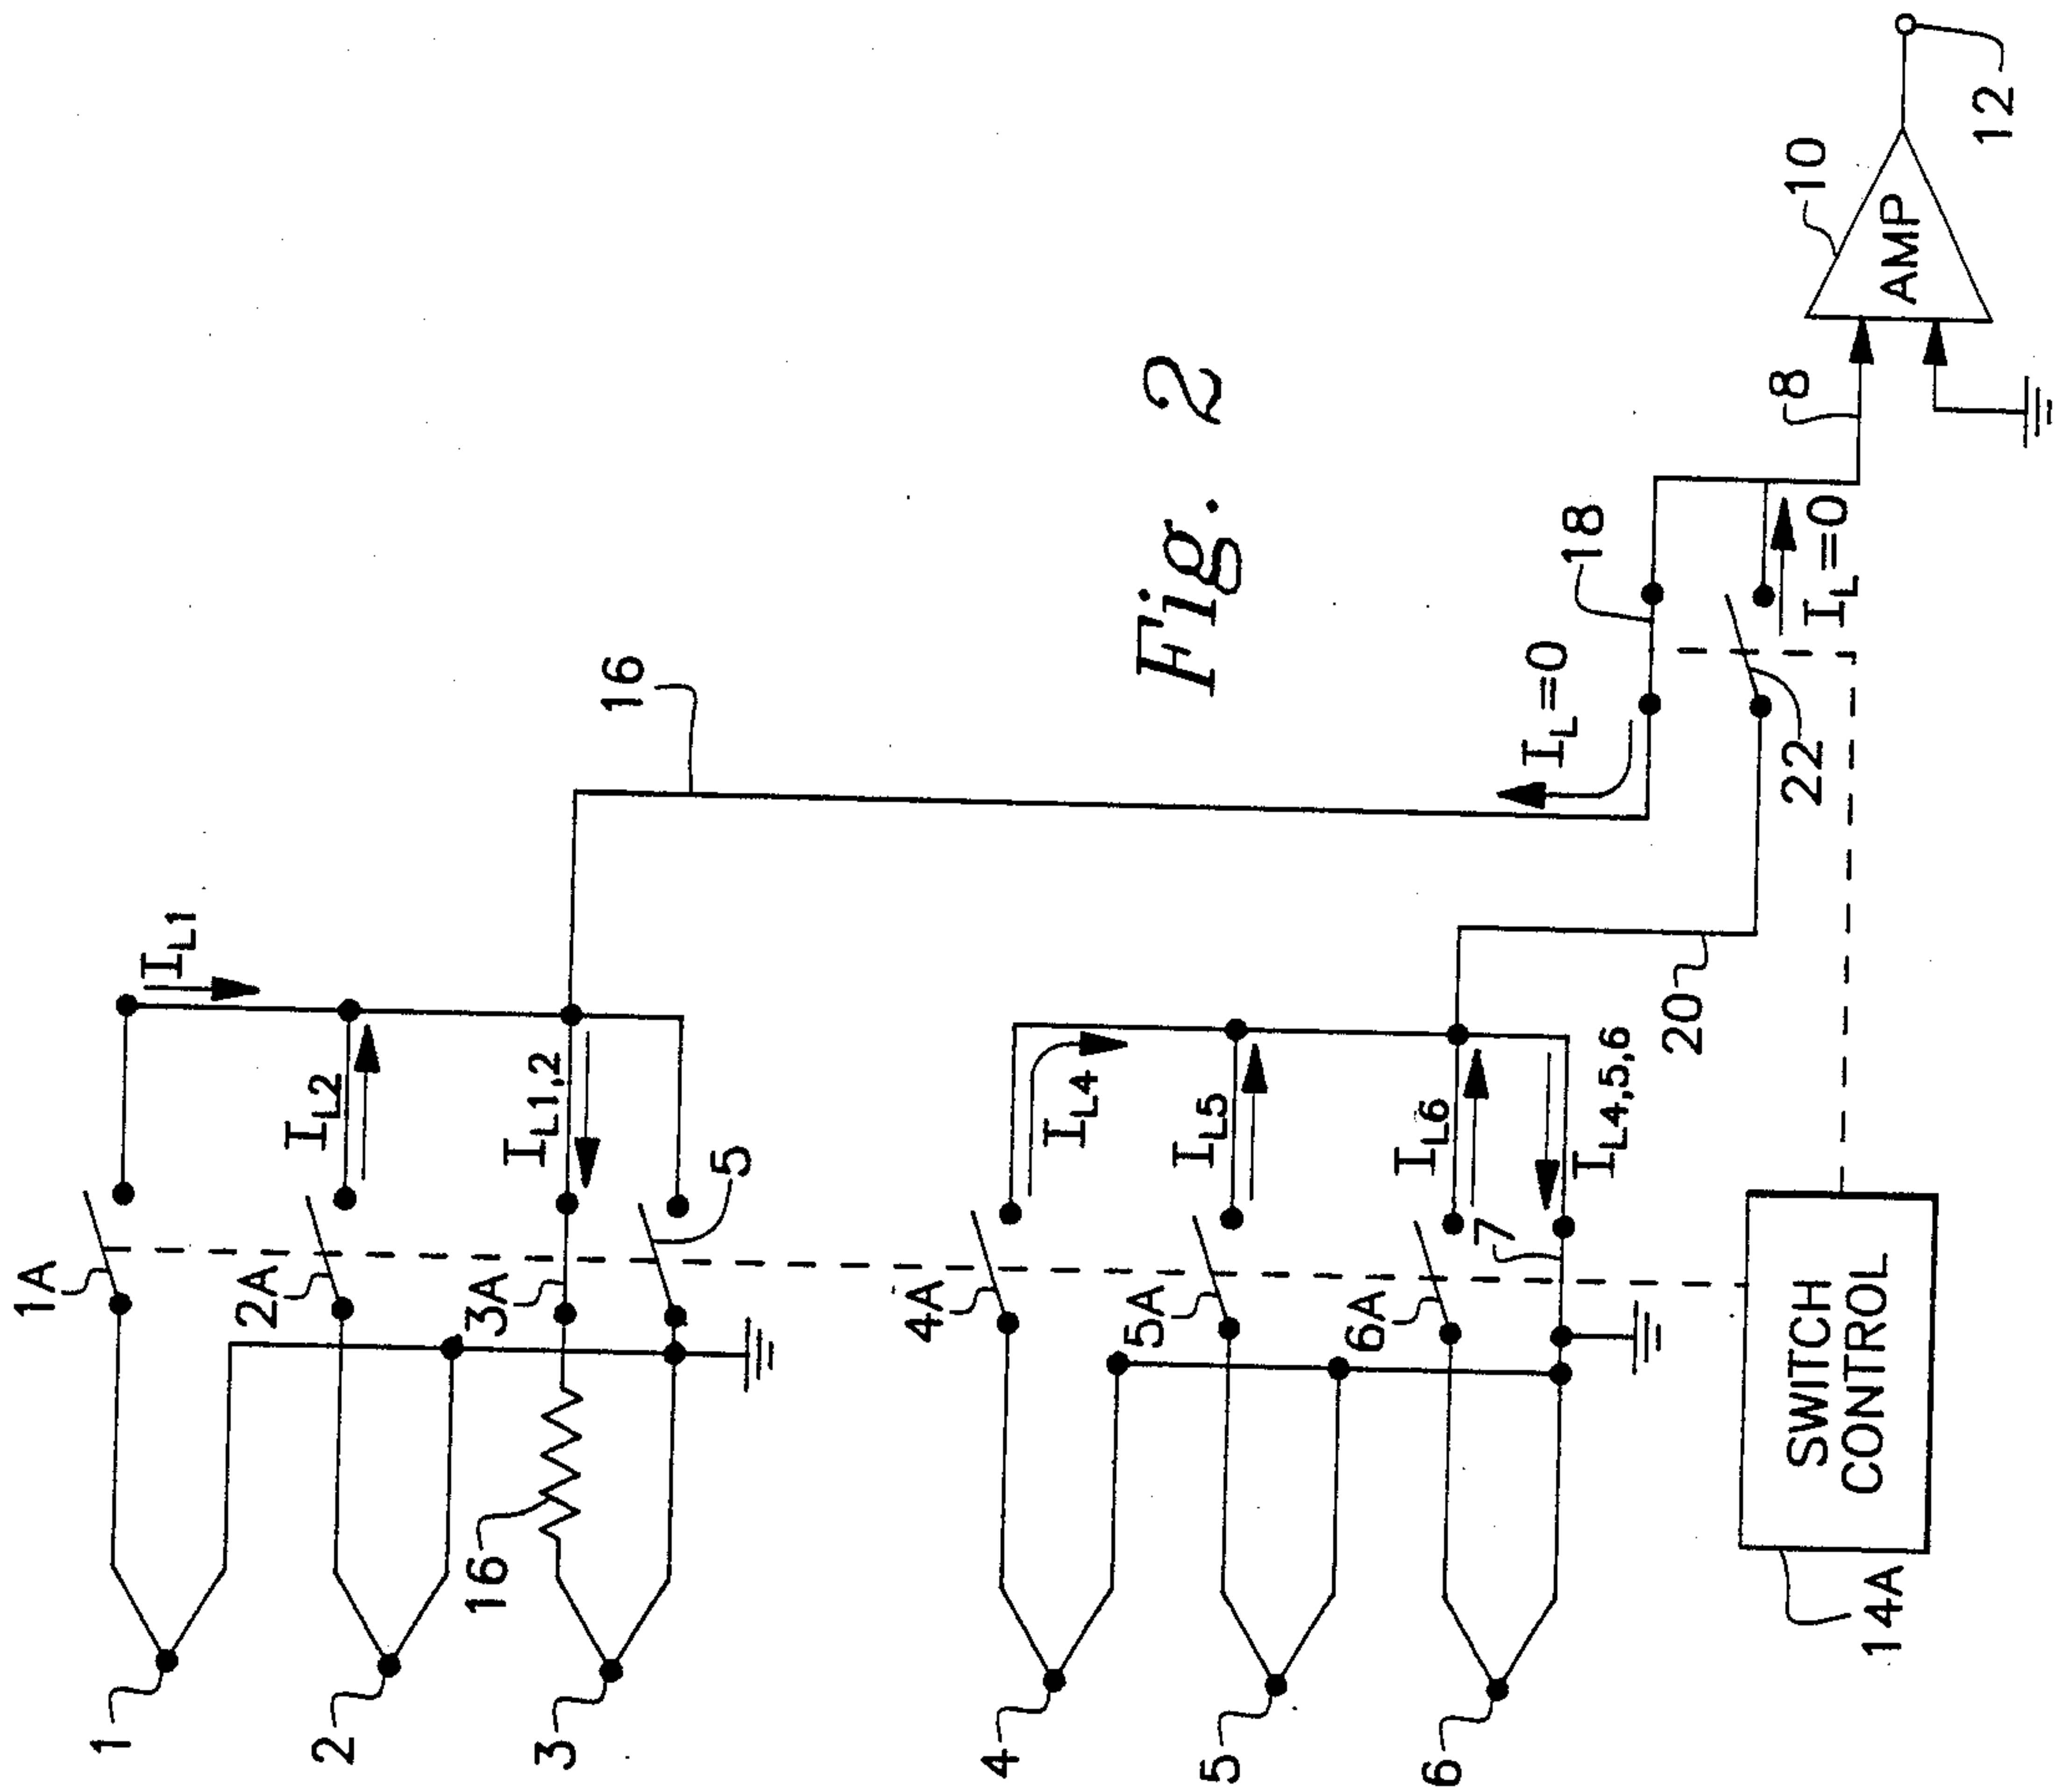 1A
I_L1
2A
I_L2
16
3A
I_L1,2
5
16
1
2
3
4A
I_L4
5A
I_L5
6A
I_L6
7
I_L4,5,6
20
4
5
6
I_L=0
18
22
I_L=0
8
10
AMP
12
SWITCH
CONTROL
14A
Fig. 2